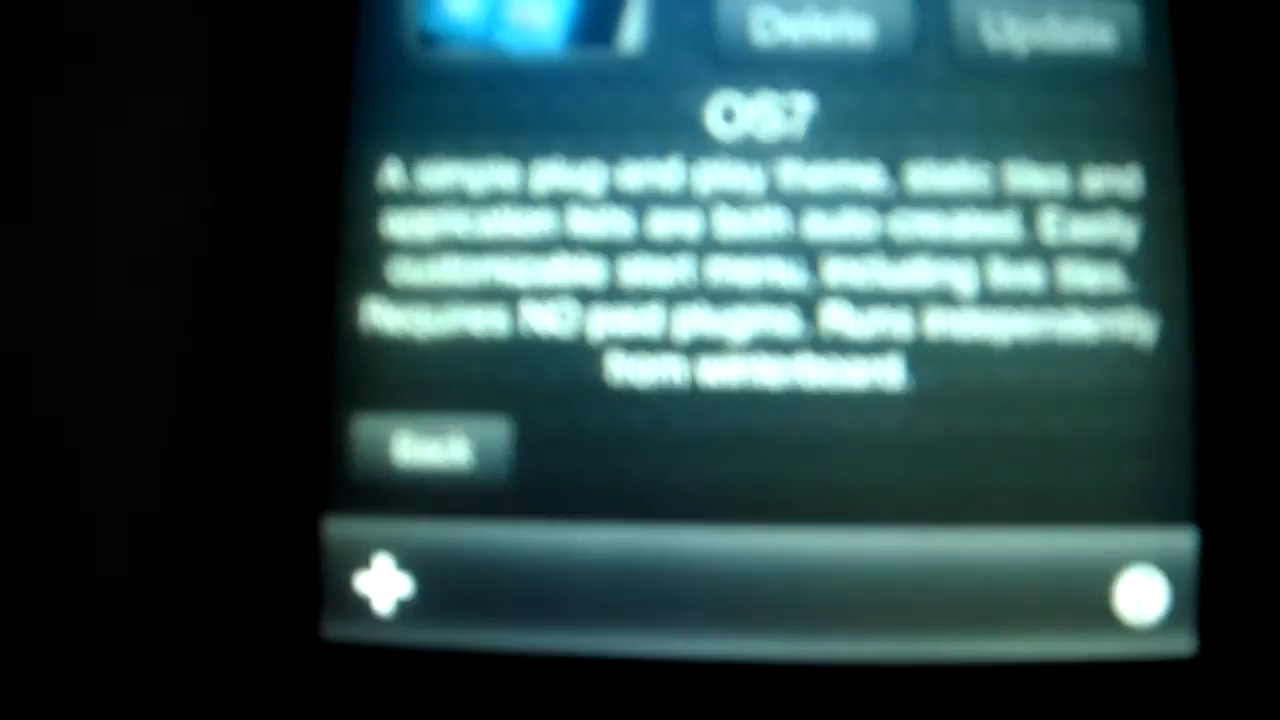 Delete Update
OS7
A simple plug and play theme, static tiles and
application lists are both auto created. Easily
customizable start menu, including live tiles.
Requires NO paid plugins. Runs independently
from winterboard.
Back